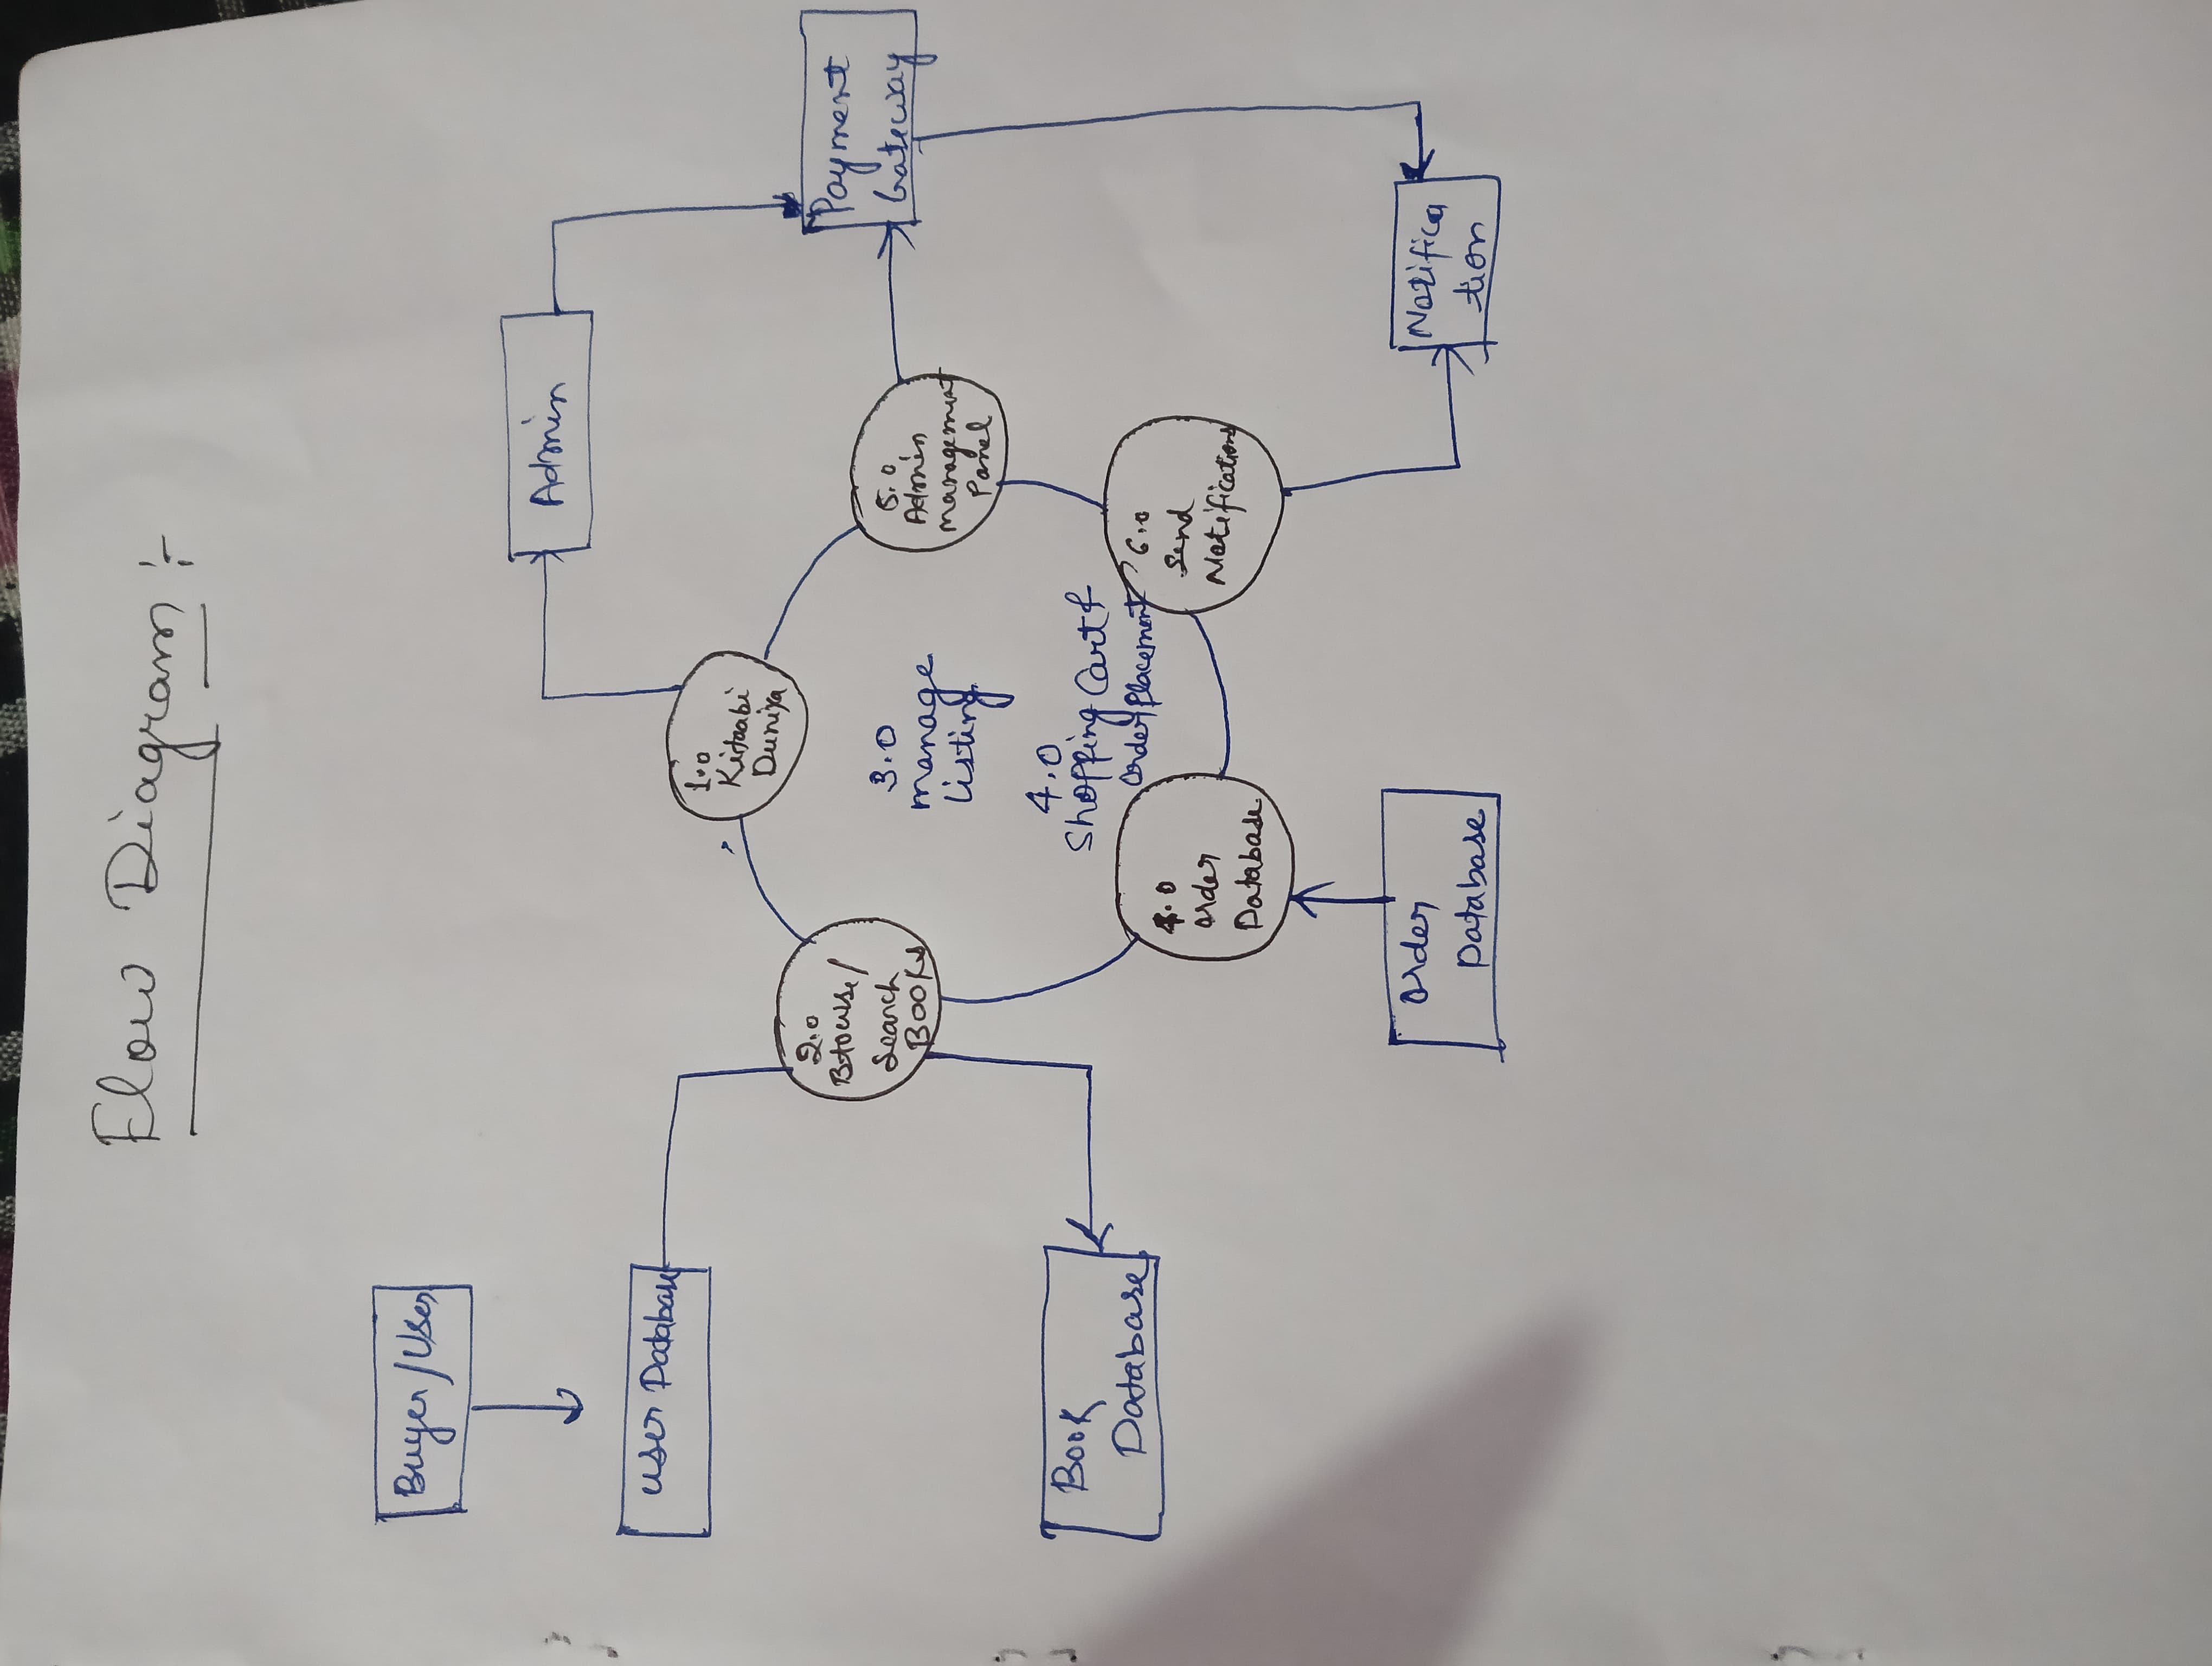 Flow Diagram :-
Buyer/User
Admin
User Database
1.0
Kitaabi
Duniya
Payment
Gateway
2.0
Browse/
Search
Books
3.0
manage
Listing
5.0
Admin
management
Panel
Book
Database
4.0
Shopping Cart &
Order Placement
4.0
Order
Database
6.0
Send
Notifications
Order
Database
Notifica
tion